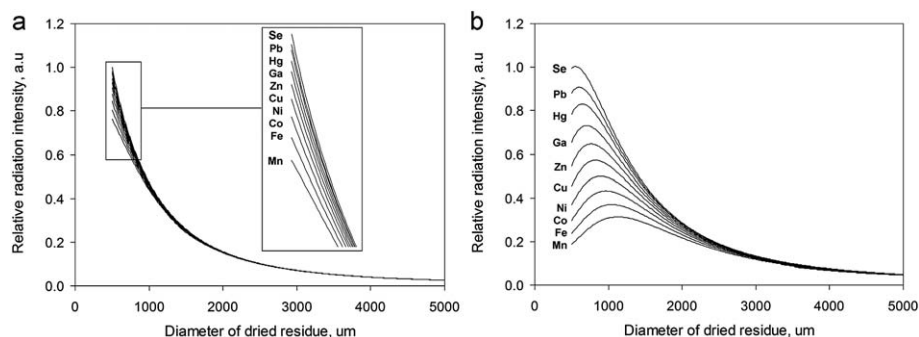 a
1.2
1.0
0.8
0.6
0.4
0.2
0.0
Relative radiation intensity, a.u
Se
Pb
Hg
Ga
Zn
Cu
Ni
Co
Fe
Mn
0
1000
2000
3000
4000
5000
Diameter of dried residue, um
b
1.2
1.0
0.8
0.6
0.4
0.2
0.0
Relative radiation intensity, a.u
Se
Pb
Hg
Ga
Zn
Cu
Ni
Co
Fe
Mn
0
1000
2000
3000
4000
5000
Diameter of dried residue, um